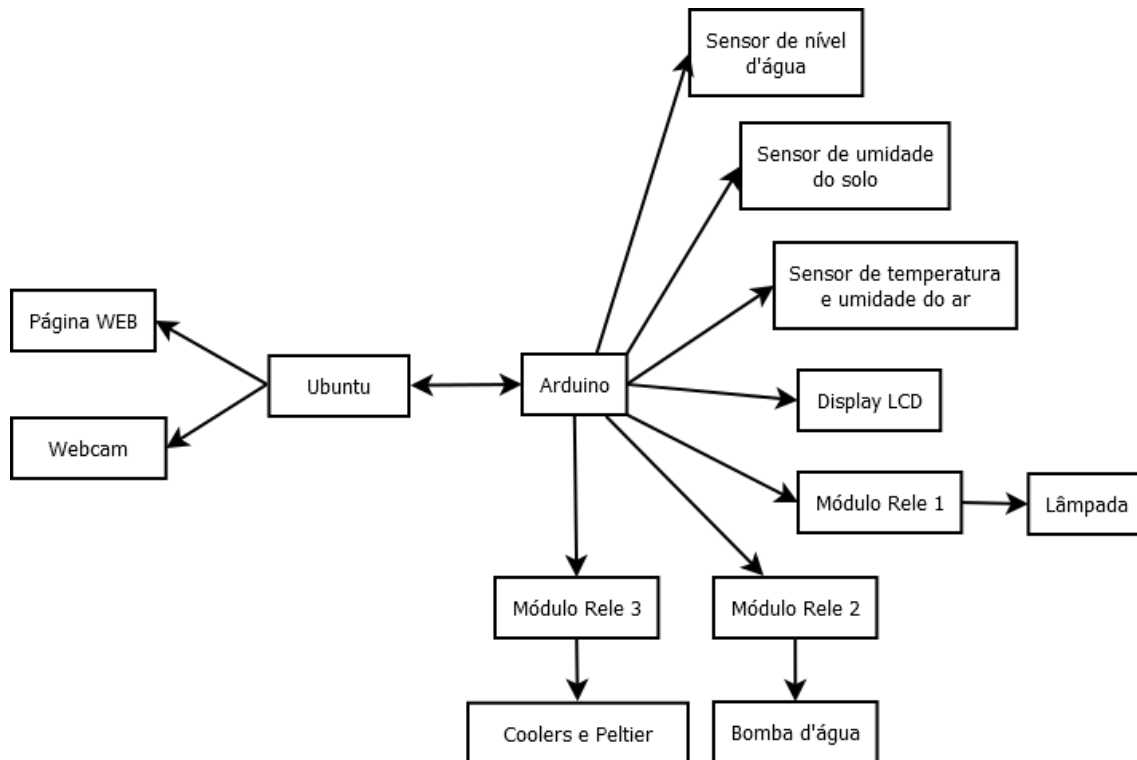 Sensor de nível
d'água
Sensor de umidade
do solo
Sensor de temperatura
e umidade do ar
Página WEB
Ubuntu
Arduino
Display LCD
Webcam
Módulo Rele 1
Lâmpada
Módulo Rele 3
Módulo Rele 2
Coolers e Peltier
Bomba d'água